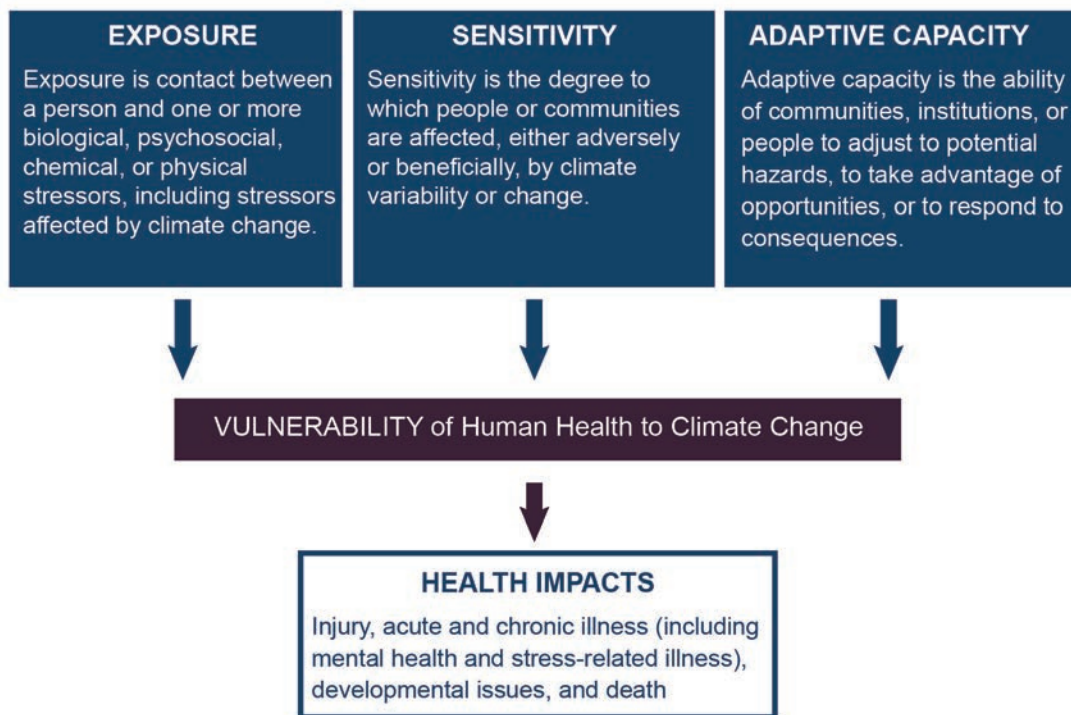 EXPOSURE
Exposure is contact between
a person and one or more
biological, psychosocial,
chemical, or physical
stressors, including stressors
affected by climate change.
SENSITIVITY
Sensitivity is the degree to
which people or communities
are affected, either adversely
or beneficially, by climate
variability or change.
ADAPTIVE CAPACITY
Adaptive capacity is the ability
of communities, institutions, or
people to adjust to potential
hazards, to take advantage of
opportunities, or to respond to
consequences.
VULNERABILITY of Human Health to Climate Change
HEALTH IMPACTS
Injury, acute and chronic illness (including
mental health and stress-related illness),
developmental issues, and death